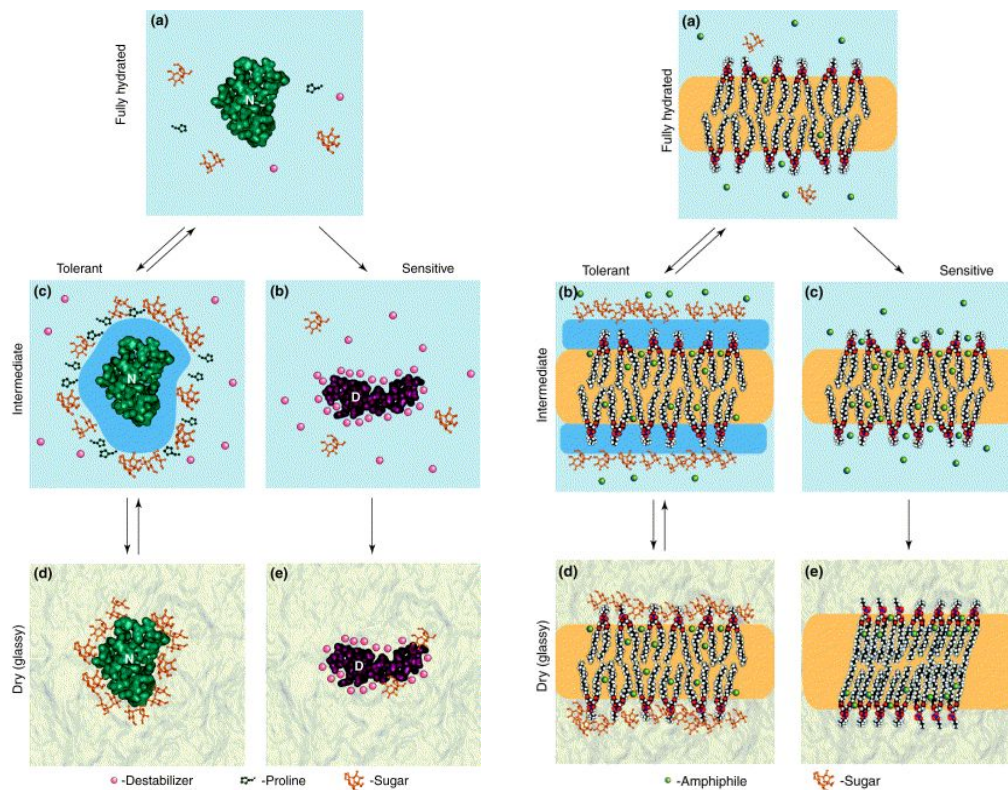 (a)
Fully hydrated
N
Tolerant
Sensitive
(c)
(b)
Intermediate
N
D
(d)
(e)
Dry (glassy)
N
D
-Destabilizer
-Proline
-Sugar
(a)
Fully hydrated
Tolerant
Sensitive
(b)
(c)
Intermediate
(d)
(e)
Dry (glassy)
-Amphiphile
-Sugar